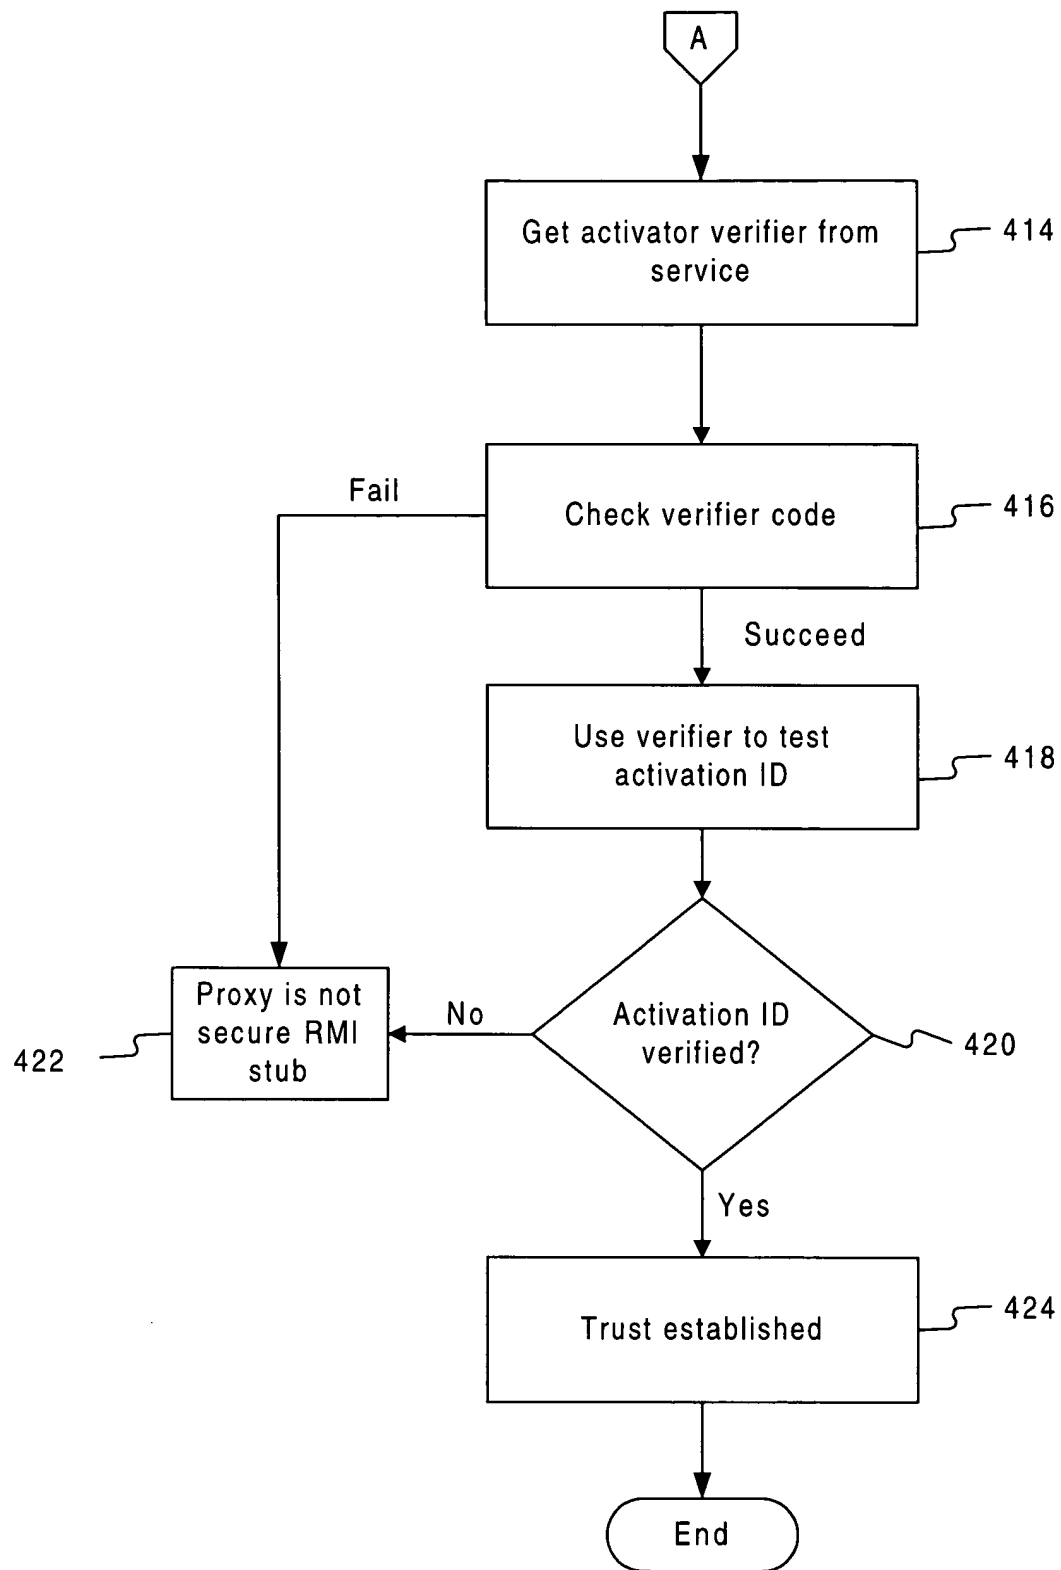 A
Get activator verifier from
service
414
Fail
Check verifier code
416
Succeed
Use verifier to test
activation ID
418
Proxy is not
secure RMI
stub
422
No
Activation ID
verified?
420
Yes
Trust established
424
End